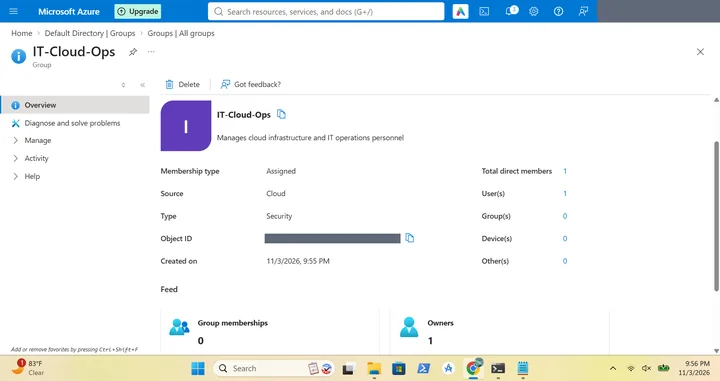 Microsoft Azure
Upgrade
Search resources, services, and docs (G+/)
Home > Default Directory | Groups > Groups | All groups
IT-Cloud-Ops
Group
Delete
Got feedback?
Overview
Diagnose and solve problems
Manage
Activity
Help
Add or remove favorites by pressing Ctrl+Shift+F
I
IT-Cloud-Ops
Manages cloud infrastructure and IT operations personnel
Membership type Assigned Total direct members 1
Source Cloud User(s) 1
Type Security Group(s) 0
Object ID Device(s) 0
Created on 11/3/2026, 9:55 PM Other(s) 0
Feed
Group memberships
0
Owners
1
1
83°F
Clear
Search
9:56 PM
11/3/2026